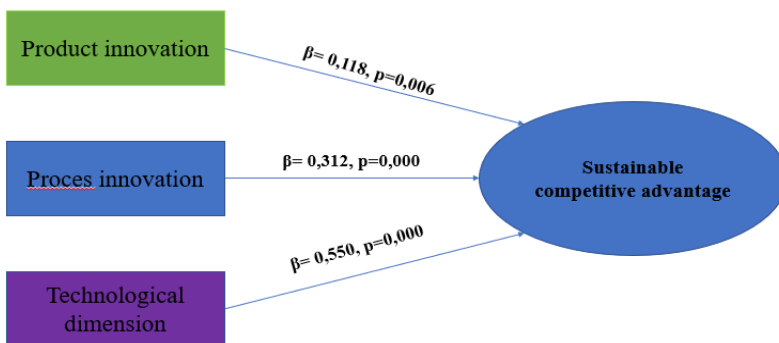 Product innovation
β= 0,118, p=0,006
Proces innovation
β= 0,312, p=0,000
Sustainable
competitive advantage
β= 0,550, p=0,000
Technological
dimension